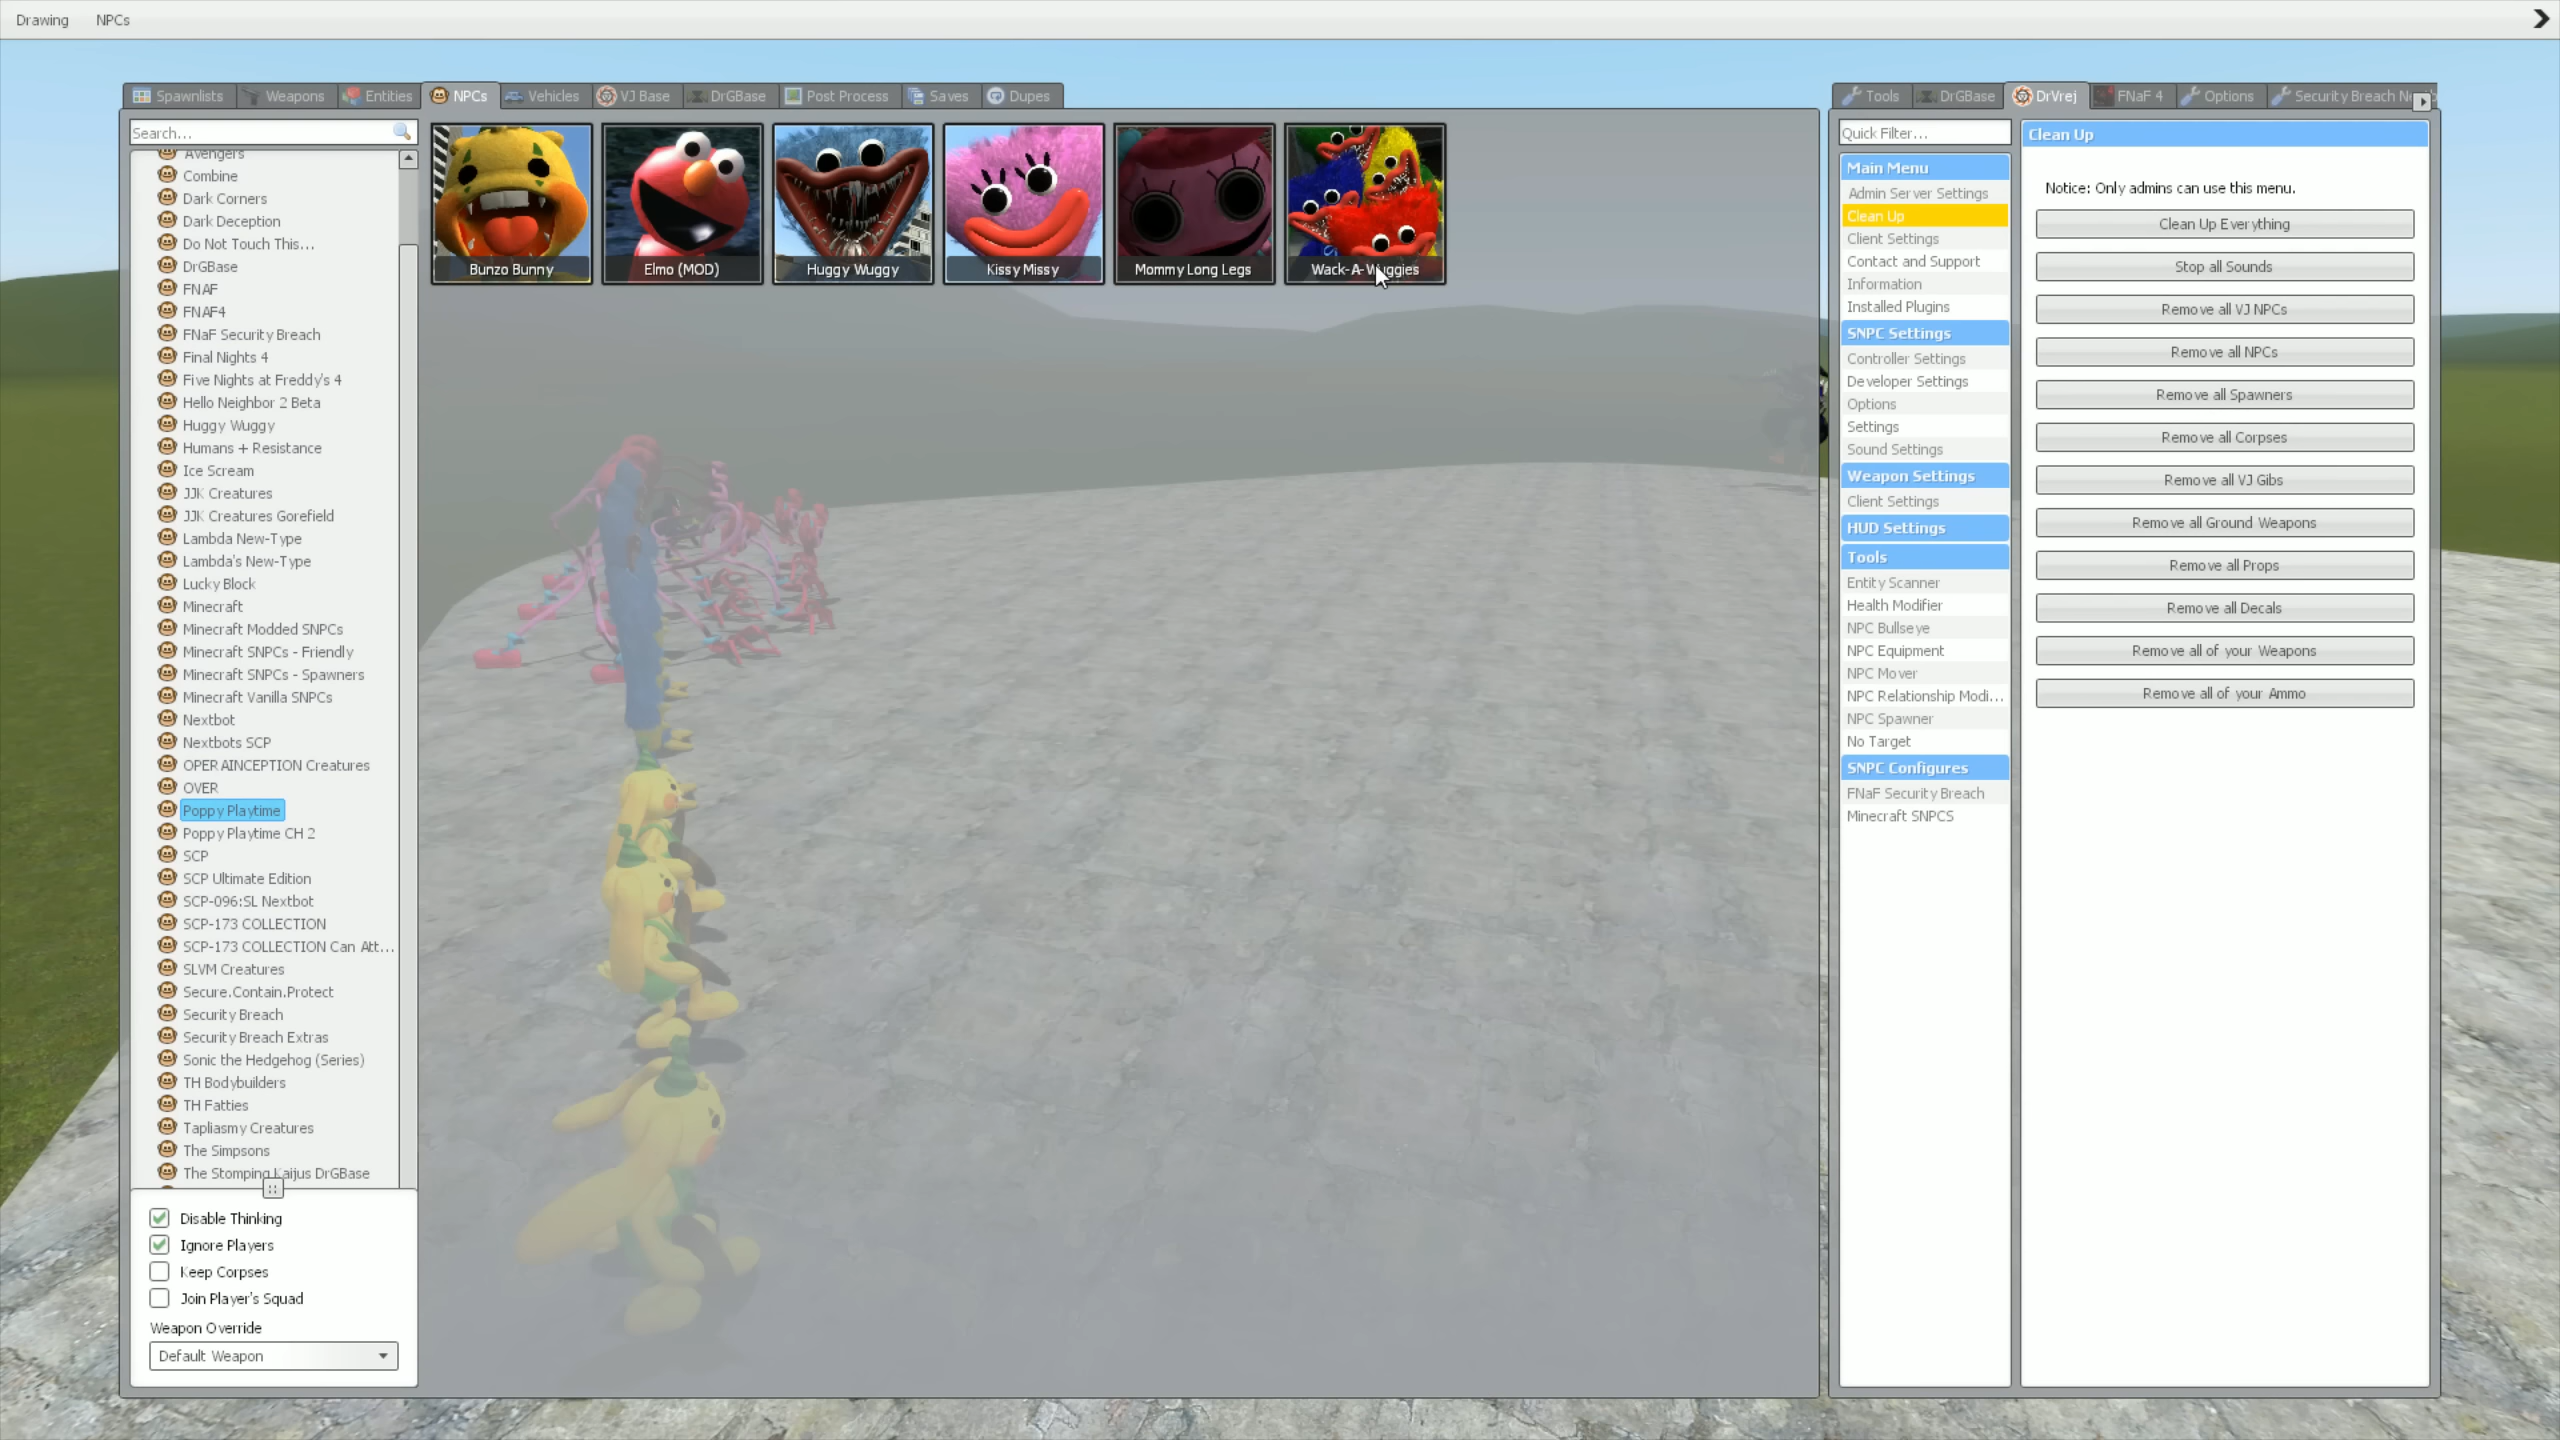 Drawing NPCs
Spawnlists Weapons Entities NPCs Vehicles VJ Base DrGBase Post Process Saves Dupes
Search...
Avengers
Combine
Dark Corners
Dark Deception
Do Not Touch This...
DrGBase
FNAF
FNAF4
FNaF Security Breach
Final Nights 4
Five Nights at Freddy's 4
Hello Neighbor 2 Beta
Huggy Wuggy
Humans + Resistance
Ice Scream
JJK Creatures
JJK Creatures Gorefield
Lambda New-Type
Lambda's New-Type
Lucky Block
Minecraft
Minecraft Modded SNPCs
Minecraft SNPCs - Friendly
Minecraft SNPCs - Spawners
Minecraft Vanilla SNPCs
Nextbot
Nextbots SCP
OPERAINCEPTION Creatures
OVER
Poppy Playtime
Poppy Playtime CH 2
SCP
SCP Ultimate Edition
SCP-096:SL Nextbot
SCP-173 COLLECTION
SCP-173 COLLECTION Can Att...
SLVM Creatures
Secure.Contain.Protect
Security Breach
Security Breach Extras
Sonic the Hedgehog (Series)
TH Bodybuilders
TH Fatties
Tapliasmy Creatures
The Simpsons
The Stomping Kaijus DrGBase
Disable Thinking
Ignore Players
Keep Corpses
Join Player's Squad
Weapon Override
Default Weapon
Bunzo Bunny
Elmo (MOD)
Huggy Wuggy
Kissy Missy
Mommy Long Legs
Wack-A-Wuggies
Tools DrGBase DrVrej FNaF 4 Options Security Breach
Quick Filter...
Main Menu
Admin Server Settings
Clean Up
Client Settings
Contact and Support
Information
Installed Plugins
SNPC Settings
Controller Settings
Developer Settings
Options
Settings
Sound Settings
Weapon Settings
Client Settings
HUD Settings
Tools
Entity Scanner
Health Modifier
NPC Bullseye
NPC Equipment
NPC Mover
NPC Relationship Modi...
NPC Spawner
No Target
SNPC Configures
FNaF Security Breach
Minecraft SNPCS
Clean Up
Notice: Only admins can use this menu.
Clean Up Everything
Stop all Sounds
Remove all VJ NPCs
Remove all NPCs
Remove all Spawners
Remove all Corpses
Remove all VJ Gibs
Remove all Ground Weapons
Remove all Props
Remove all Decals
Remove all of your Weapons
Remove all of your Ammo